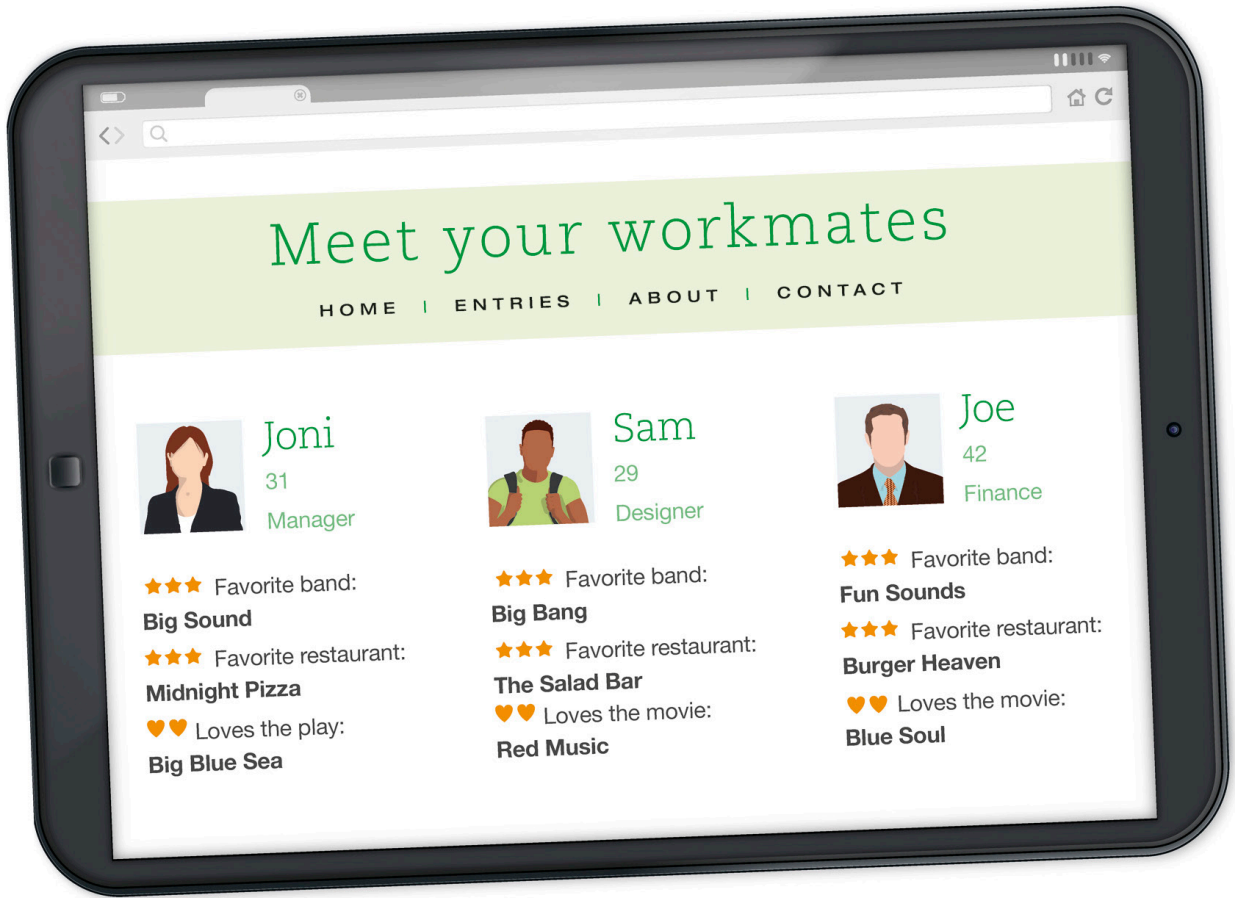 Meet your workmates
HOME | ENTRIES | ABOUT | CONTACT
Joni
31
Manager
Favorite band:
Big Sound
Favorite restaurant:
Midnight Pizza
Loves the play:
Big Blue Sea
Sam
29
Designer
Favorite band:
Big Bang
Favorite restaurant:
The Salad Bar
Loves the movie:
Red Music
Joe
42
Finance
Favorite band:
Fun Sounds
Favorite restaurant:
Burger Heaven
Loves the movie:
Blue Soul